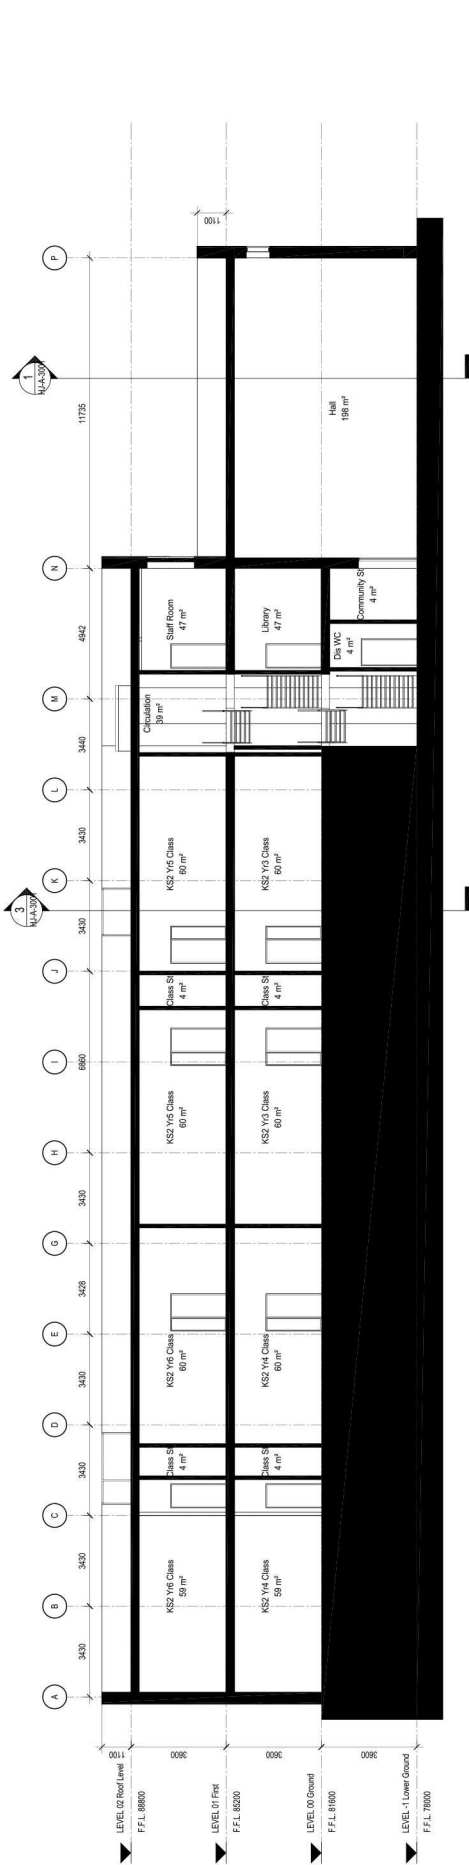 3
HJ-A-3001
1
HJ-A-3001
A
B
C
D
E
G
H
I
J
K
L
M
N
P
3430
3430
3430
3430
3428
3430
6860
3430
3430
3440
4942
11735
1100
1100
LEVEL 02 Roof Level
F.F.L. 88800
3600
KS2 Yr6 Class
59 m²
Class St
4 m²
KS2 Yr6 Class
60 m²
KS2 Yr5 Class
60 m²
Class St
4 m²
KS2 Yr5 Class
60 m²
Circulation
39 m²
Staff Room
47 m²
LEVEL 01 First
F.F.L. 85200
3600
KS2 Yr4 Class
59 m²
Class St
4 m²
KS2 Yr4 Class
60 m²
KS2 Yr3 Class
60 m²
Class St
4 m²
KS2 Yr3 Class
60 m²
Library
47 m²
LEVEL 00 Ground
F.F.L. 81600
3600
Dis WC
4 m²
Community St
4 m²
Hall
198 m²
LEVEL -1 Lower Ground
F.F.L. 78000